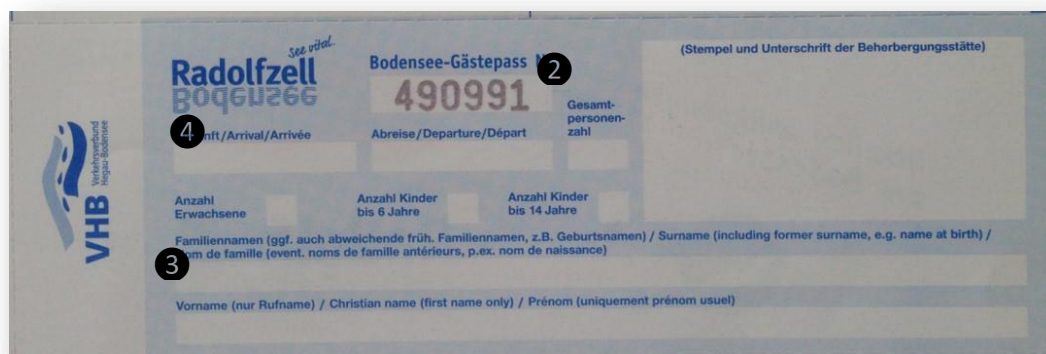 See vital.
Radolfzell
Bodensee
Bodensee-Gästepass
2
490991
(Stempel und Unterschrift der Beherbergungsstätte)
Gesamt-
personen-
zahl
4
/Arrival/Arrivée
Abreise/Departure/Départ
VHB Verkehrsverbund
Hegau-Bodensee
Anzahl
Erwachsene
Anzahl Kinder
bis 6 Jahre
Anzahl Kinder
bis 14 Jahre
Familiennamen (ggf. auch abweichende früh. Familiennamen, z.B. Geburtsnamen) / Surname (including former surname, e.g. name at birth) /
3
de famille (event. noms de famille antérieurs, p.ex. nom de naissance)
Vorname (nur Rufname) / Christian name (first name only) / Prénom (uniquement prénom usuel)